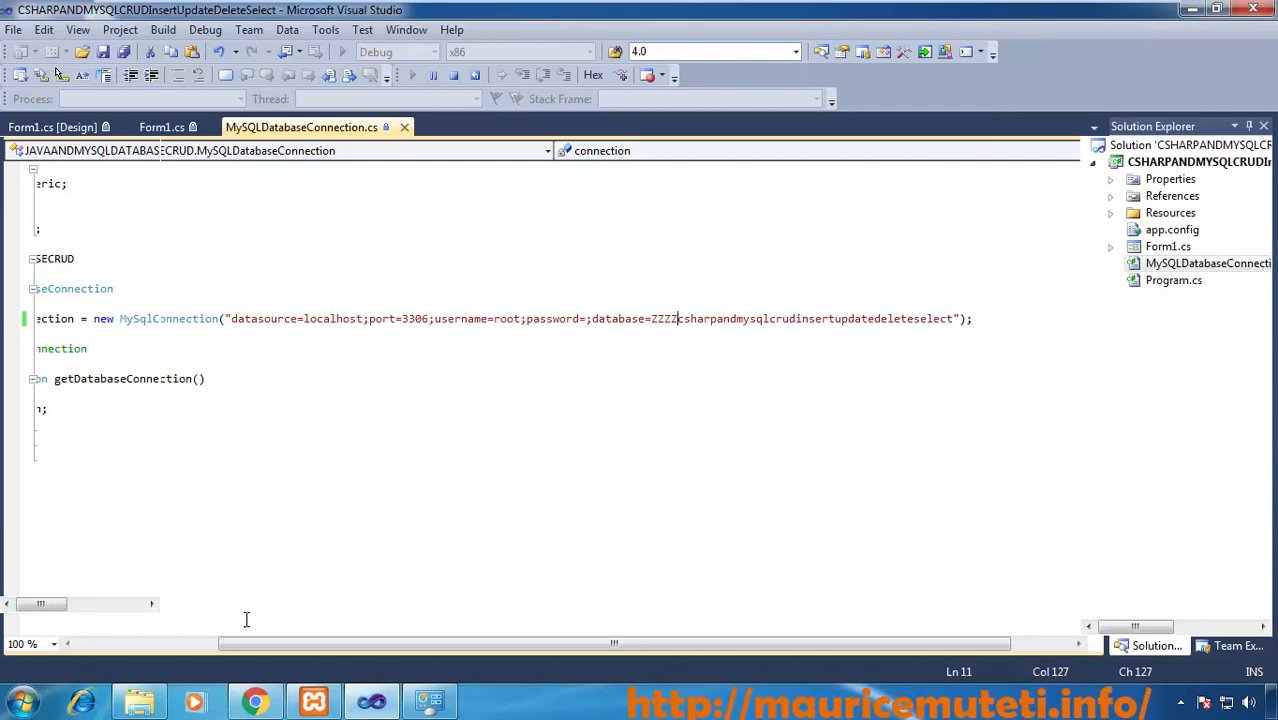 CSHARPANDMYSQLCRUDInsertUpdateDeleteSelect - Microsoft Visual Studio
File Edit View Project Build Debug Team Data Tools Test Window Help
Debug x86 4.0
Hex
Process: Thread: Stack Frame:
Form1.cs [Design] Form1.cs MySQLDatabaseConnection.cs
JAVAANDMYSQLDATABASECRUD.MySQLDatabaseConnection connection
eric;
;
SECRUD
seConnection
ection = new MySqlConnection("datasource=localhost;port=3306;username=root;password=;database=ZZZZcsharpandmysqlcrudinsertupdatedeleteselect");
nnection
on getDatabaseConnection()
n;
100 %
Solution Explorer
Solution 'CSHARPANDMYSQLCR
CSHARPANDMYSQLCRUDI
Properties
References
Resources
app.config
Form1.cs
MySQLDatabaseConnecti
Program.cs
Solution... Team Ex...
Ln 11 Col 127 Ch 127 INS
http://mauricemuteti.info/